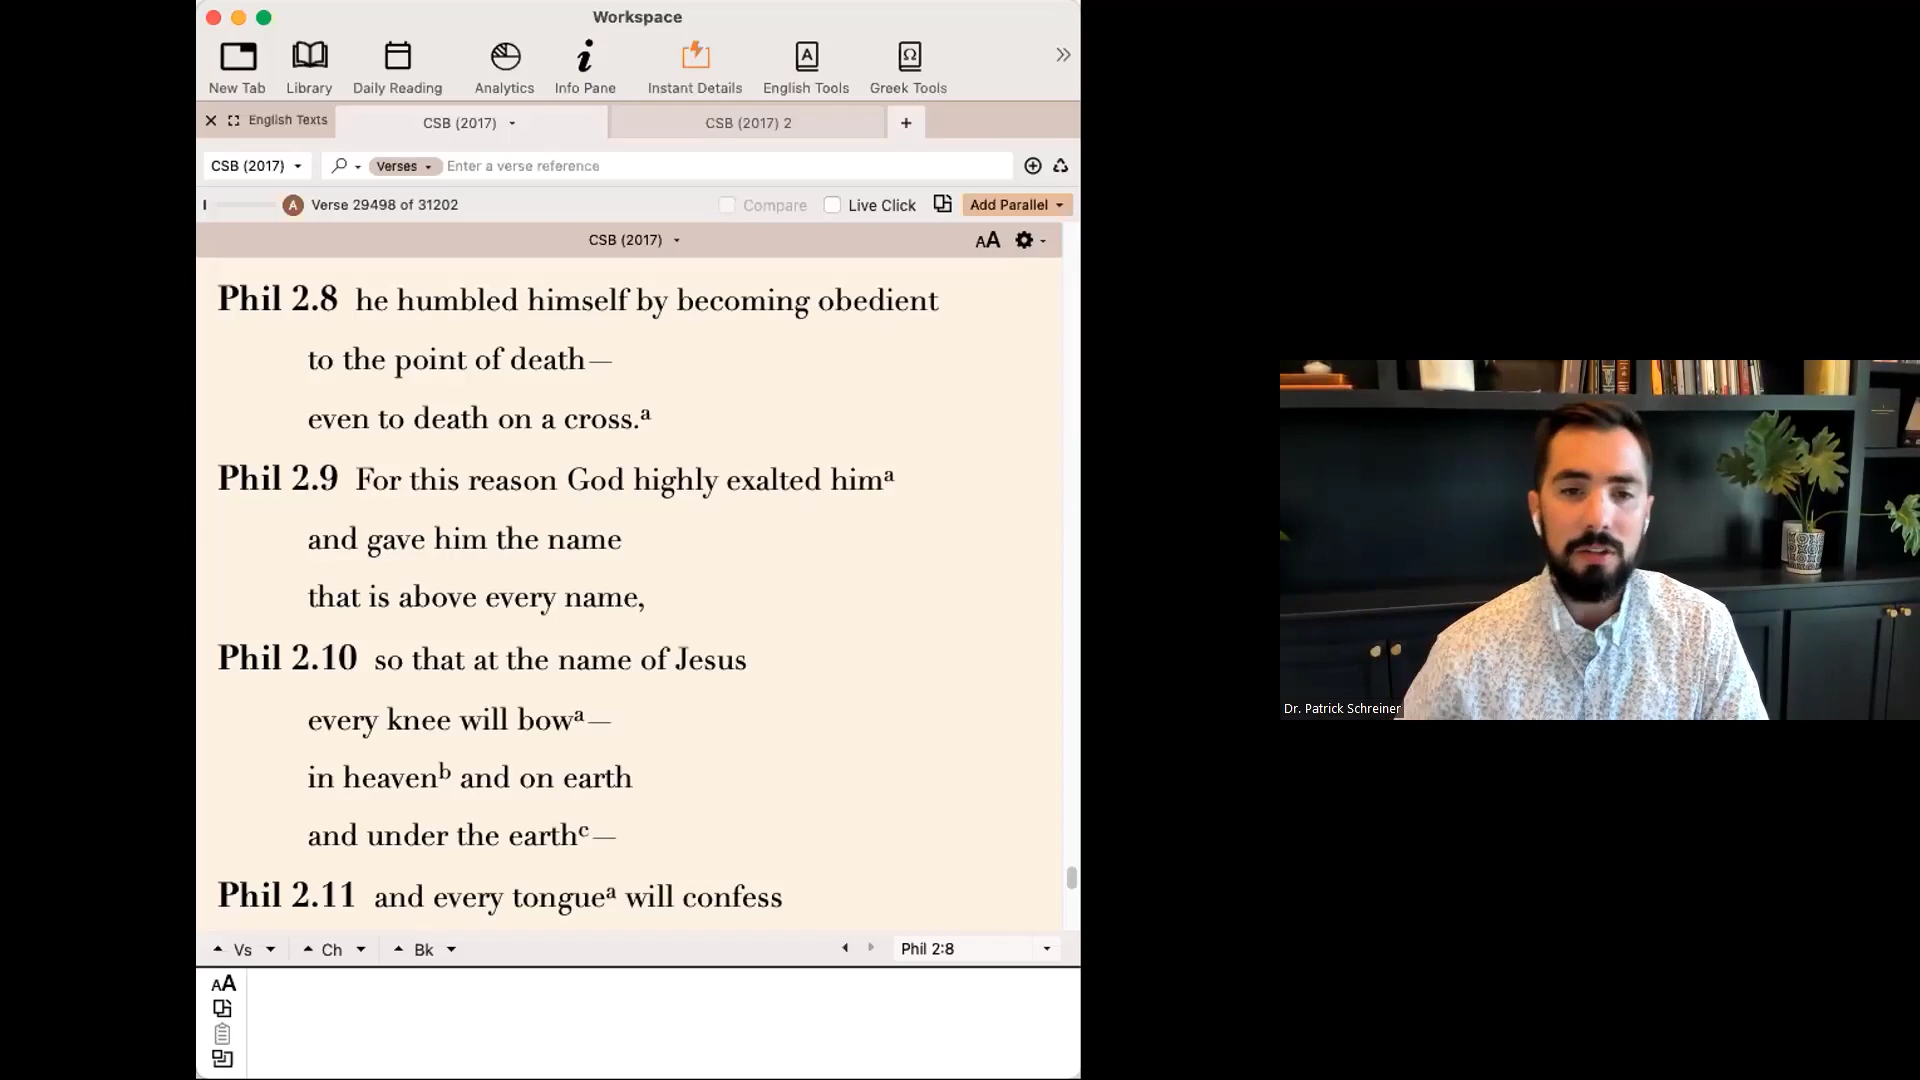 Workspace
New Tab Library Daily Reading Analytics Info Pane Instant Details English Tools Greek Tools
English Texts CSB (2017) CSB (2017) 2 +
CSB (2017) Verses Enter a verse reference
A Verse 29498 of 31202 Compare Live Click Add Parallel
CSB (2017) AA
Phil 2.8 he humbled himself by becoming obedient
to the point of death—
even to death on a cross.ᵃ
Phil 2.9 For this reason God highly exalted himᵃ
and gave him the name
that is above every name,
Phil 2.10 so that at the name of Jesus
every knee will bowᵃ—
in heavenᵇ and on earth
and under the earthᶜ—
Phil 2.11 and every tongueᵃ will confess
Vs Ch Bk Phil 2:8
AA
Dr. Patrick Schreiner